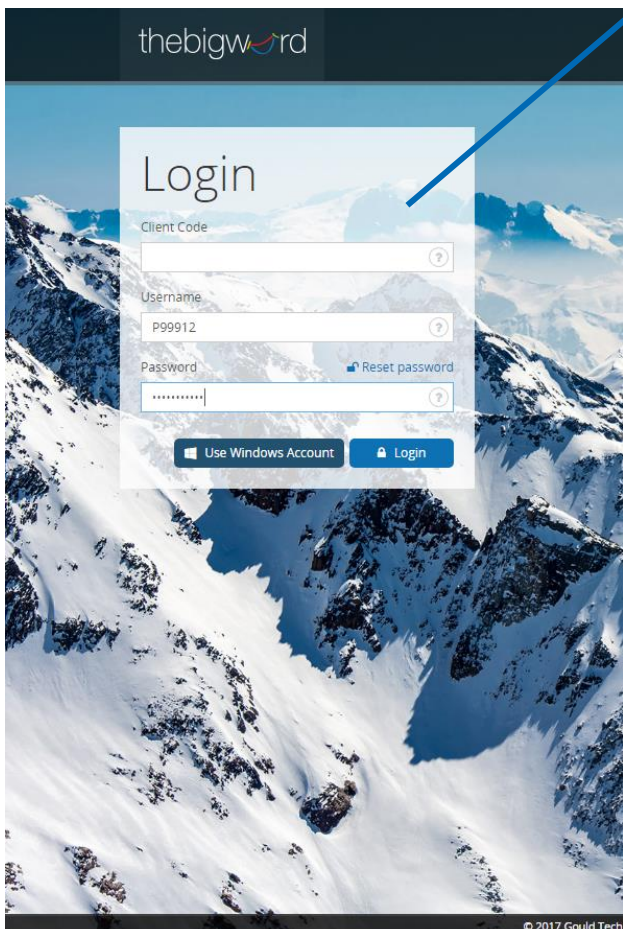 thebigword
Login
Client Code
?
Username
P99912
?
Password Reset password
...........
?
Use Windows Account Login
© 2017 Gould Tech